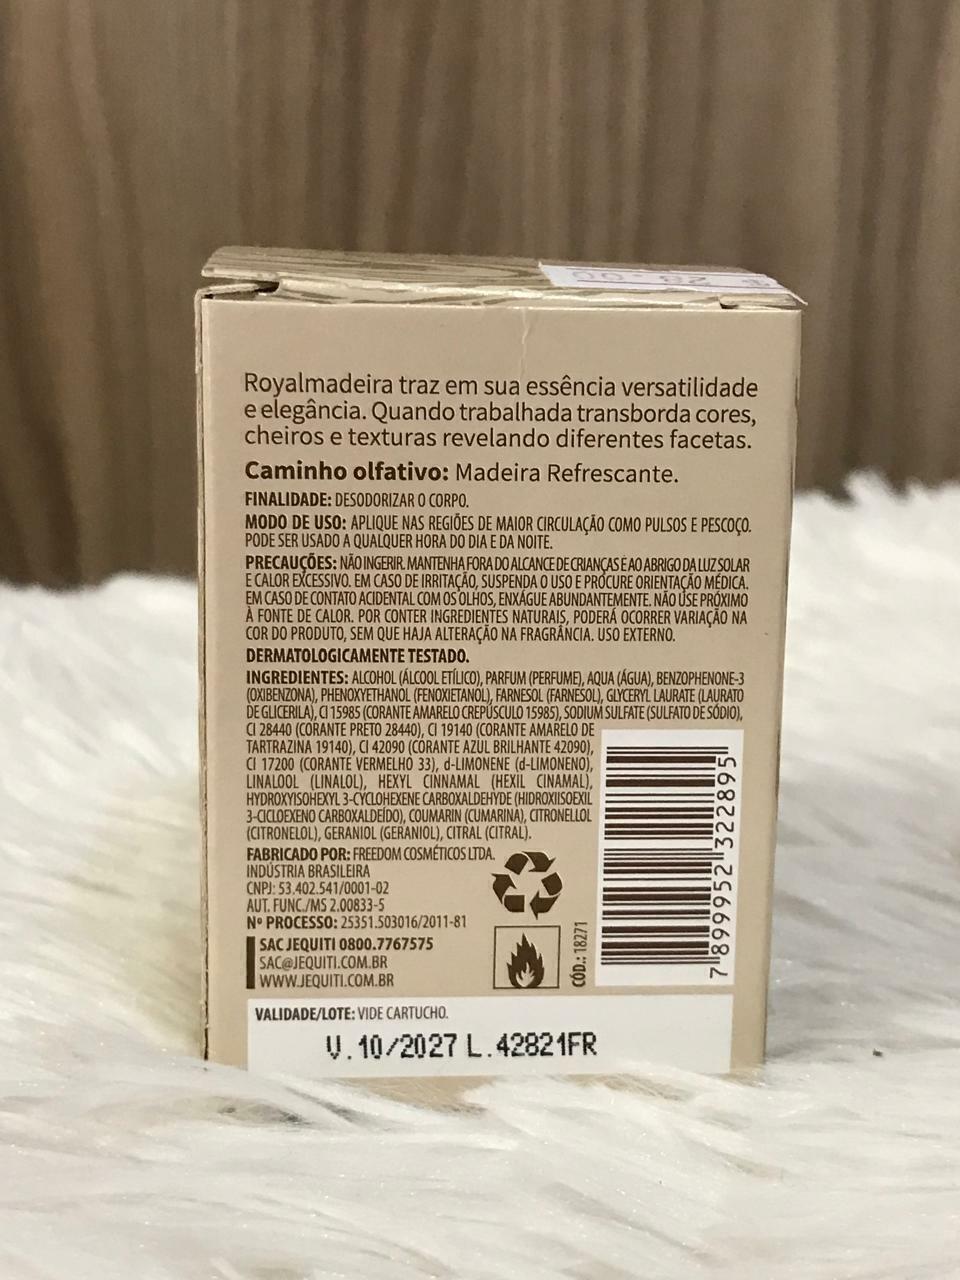 Royalmadeira traz em sua essência versatilidade
e elegância. Quando trabalhada transborda cores,
cheiros e texturas revelando diferentes facetas.
Caminho olfativo: Madeira Refrescante.
FINALIDADE: DESODORIZAR O CORPO.
MODO DE USO: APLIQUE NAS REGIÕES DE MAIOR CIRCULAÇÃO COMO PULSOS E PESCOÇO.
PODE SER USADO A QUALQUER HORA DO DIA E DA NOITE.
PRECAUÇÕES: NÃO INGERIR. MANTENHA FORA DO ALCANCE DE CRIANÇAS E AO ABRIGO DA LUZ SOLAR
E CALOR EXCESSIVO. EM CASO DE IRRITAÇÃO, SUSPENDA O USO E PROCURE ORIENTAÇÃO MÉDICA.
EM CASO DE CONTATO ACIDENTAL COM OS OLHOS, ENXÁGUE ABUNDANTEMENTE. NÃO USE PRÓXIMO
À FONTE DE CALOR. POR CONTER INGREDIENTES NATURAIS, PODERÁ OCORRER VARIAÇÃO NA
COR DO PRODUTO, SEM QUE HAJA ALTERAÇÃO NA FRAGRÂNCIA. USO EXTERNO.
DERMATOLOGICAMENTE TESTADO.
INGREDIENTES: ALCOHOL (ÁLCOOL ETÍLICO), PARFUM (PERFUME), AQUA (ÁGUA), BENZOPHENONE-3
(OXIBENZONA), PHENOXYETHANOL (FENOXIETANOL), FARNESOL (FARNESOL), GLYCERYL LAURATE (LAURATO
DE GLICERILA), CI 15985 (CORANTE AMARELO CREPÚSCULO 15985), SODIUM SULFATE (SULFATO DE SÓDIO),
CI 28440 (CORANTE PRETO 28440), CI 19140 (CORANTE AMARELO DE
TARTRAZINA 19140), CI 42090 (CORANTE AZUL BRILHANTE 42090),
CI 17200 (CORANTE VERMELHO 33), d-LIMONENE (d-LIMONENO),
LINALOOL (LINALOL), HEXYL CINNAMAL (HEXIL CINAMAL),
HYDROXYISOHEXYL 3-CYCLOHEXENE CARBOXALDEHYDE (HIDROXIISOEXIL
3-CICLOEXENO CARBOXALDEÍDO), COUMARIN (CUMARINA), CITRONELLOL
(CITRONELOL), GERANIOL (GERANIOL), CITRAL (CITRAL).
FABRICADO POR: FREEDOM COSMÉTICOS LTDA.
INDÚSTRIA BRASILEIRA
CNPJ: 53.402.541/0001-02
AUT. FUNC./MS 2.00833-5
Nº PROCESSO: 25351.503016/2011-81
SAC JEQUITI 0800.7767575
SAC@JEQUITI.COM.BR
WWW.JEQUITI.COM.BR
CÓD.: 18271
7 899952 322895
VALIDADE/LOTE: VIDE CARTUCHO.
V.10/2027 L.42821FR